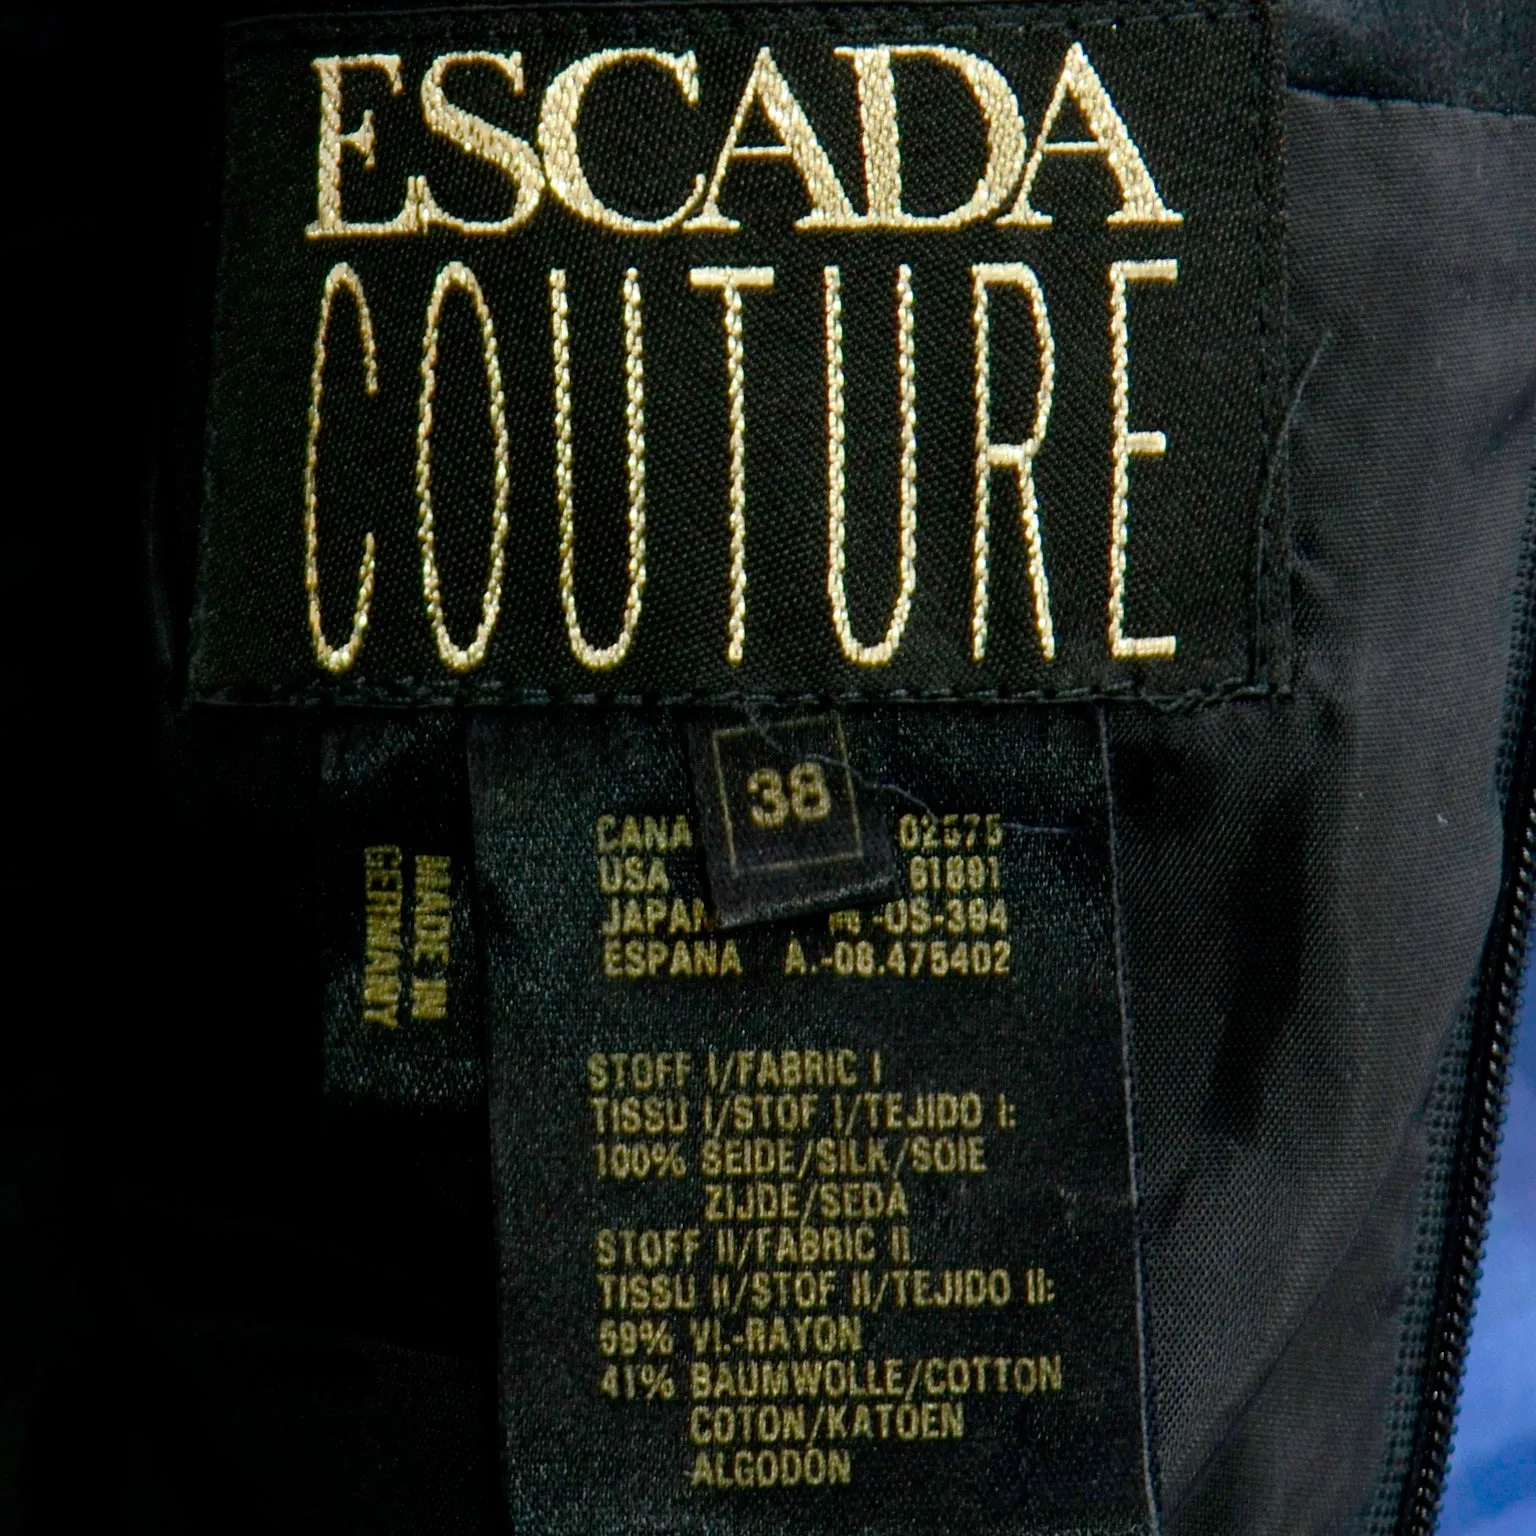 ESCADA
COUTURE
38
MADE IN
GERMANY
CANA 02575
USA 61891
JAPAN -OS-394
ESPANA A.-08.475402
STOFF I/FABRIC I
TISSU I/STOF I/TEJIDO I:
100% SEIDE/SILK/SOIE
ZIJDE/SEDA
STOFF II/FABRIC II
TISSU II/STOF II/TEJIDO II:
59% VI.-RAYON
41% BAUMWOLLE/COTTON
COTON/KATOEN
ALGODON